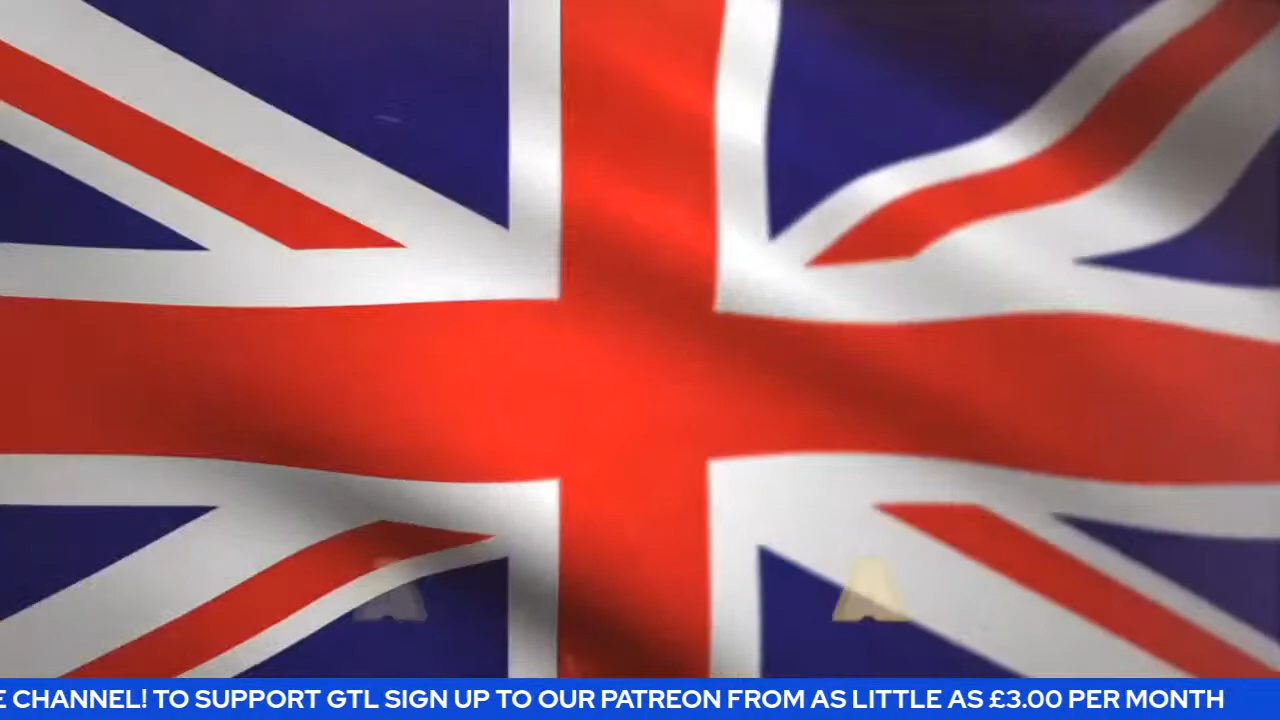 A A
E CHANNEL! TO SUPPORT GTL SIGN UP TO OUR PATREON FROM AS LITTLE AS £3.00 PER MONTH